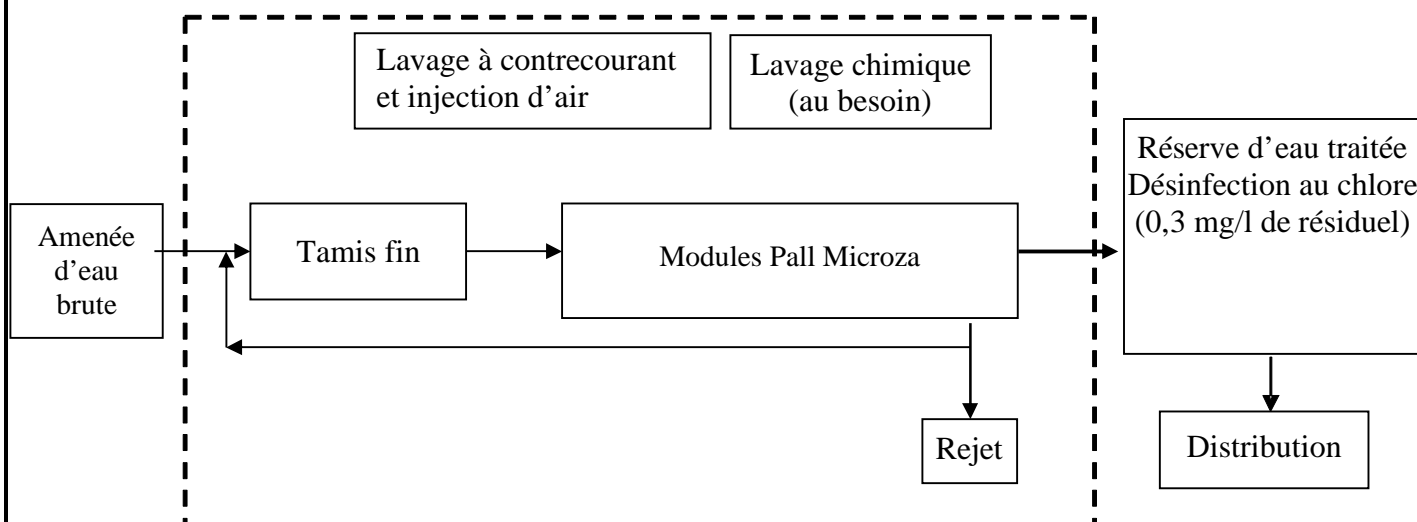 Lavage à contrecourant
et injection d’air
Lavage chimique
(au besoin)
Réserve d’eau traitée
Désinfection au chlore
(0,3 mg/l de résiduel)
Amenée
d’eau
brute
Tamis fin
Modules Pall Microza
Rejet
Distribution